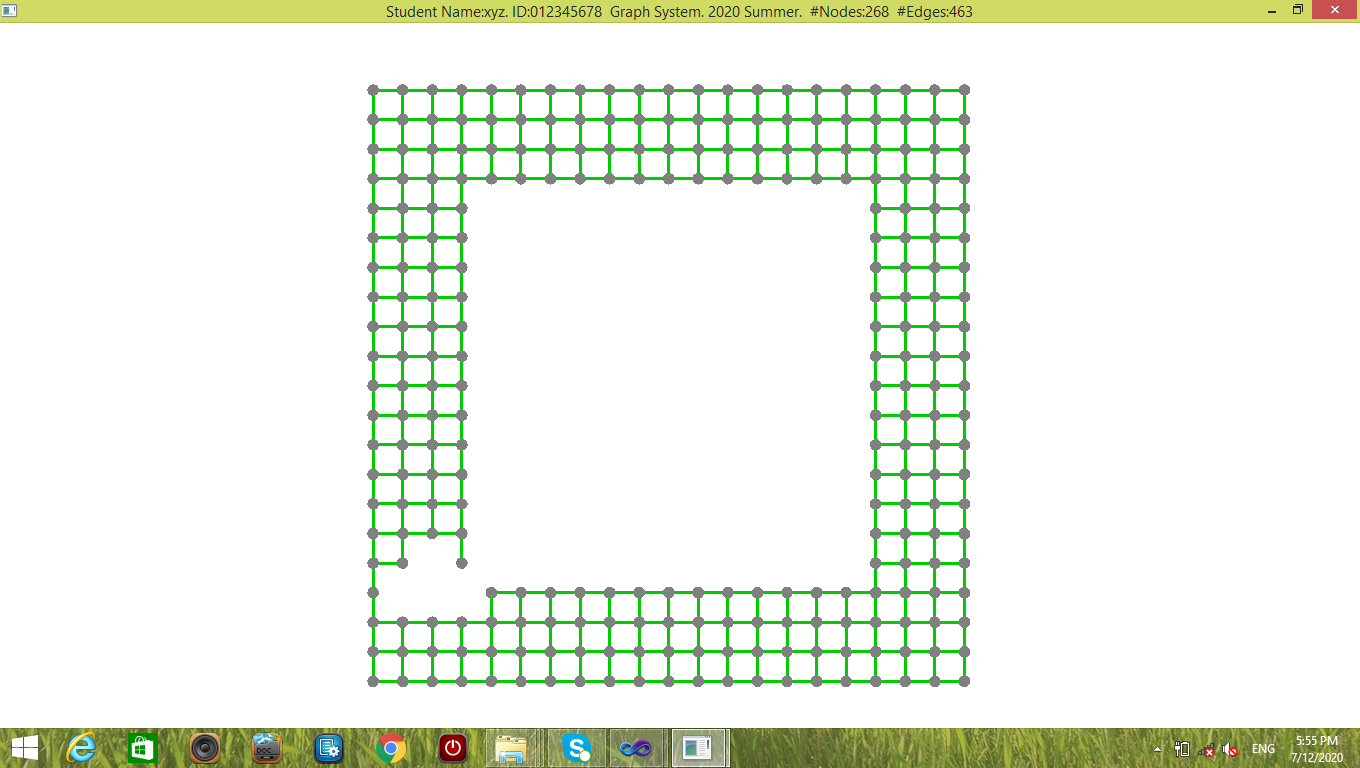 Student Name:xyz. ID:012345678  Graph System. 2020 Summer.  #Nodes:268  #Edges:463
DOC
ENG
5:55 PM
7/12/2020